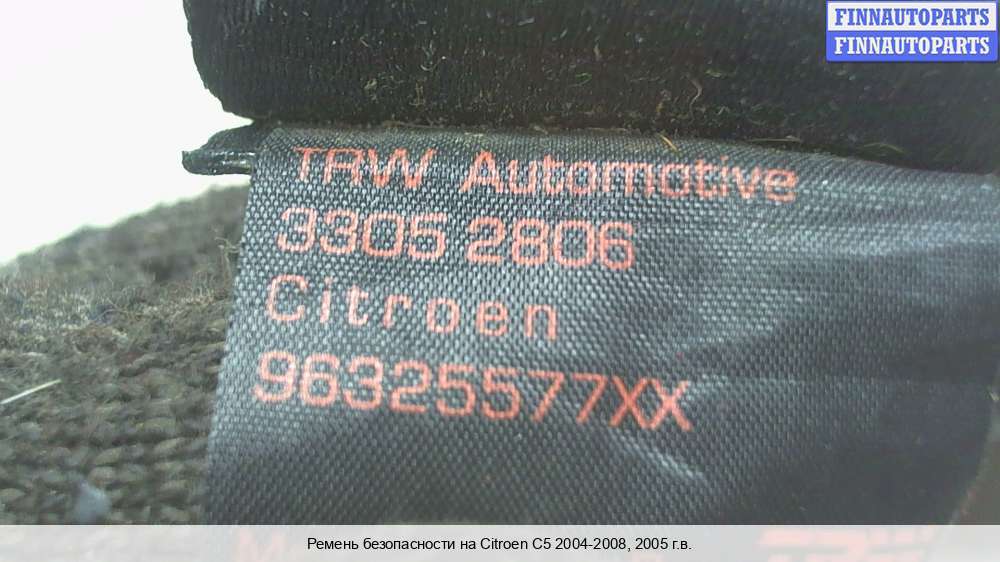 FINNAUTOPARTS
FINNAUTOPARTS
TRW Automotive
3305 2806
Citroen
96325577XX
Ремень безопасности на Citroen C5 2004-2008, 2005 г.в.